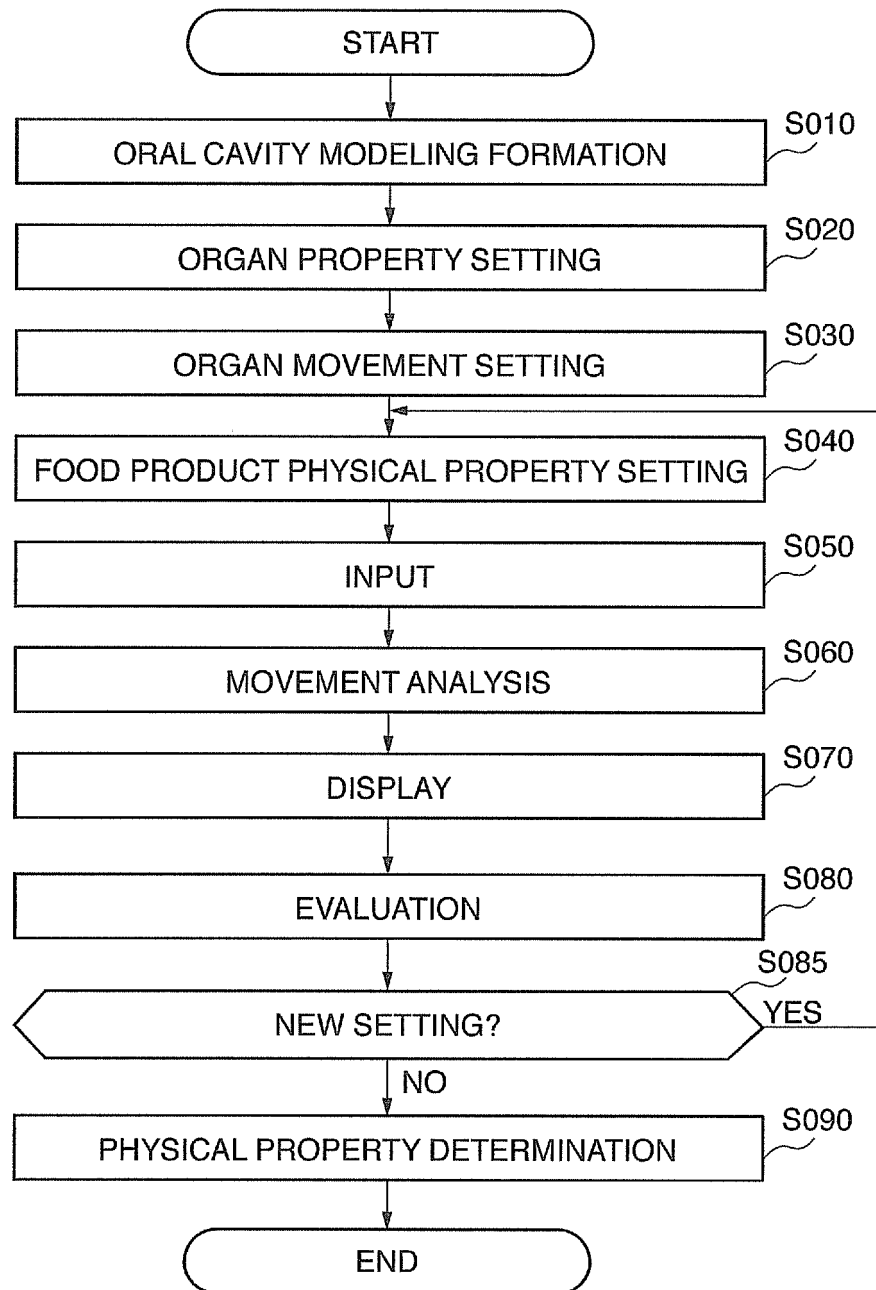 START
S010
ORAL CAVITY MODELING FORMATION
S020
ORGAN PROPERTY SETTING
S030
ORGAN MOVEMENT SETTING
S040
FOOD PRODUCT PHYSICAL PROPERTY SETTING
S050
INPUT
S060
MOVEMENT ANALYSIS
S070
DISPLAY
S080
EVALUATION
S085
NEW SETTING?
YES
NO
S090
PHYSICAL PROPERTY DETERMINATION
END